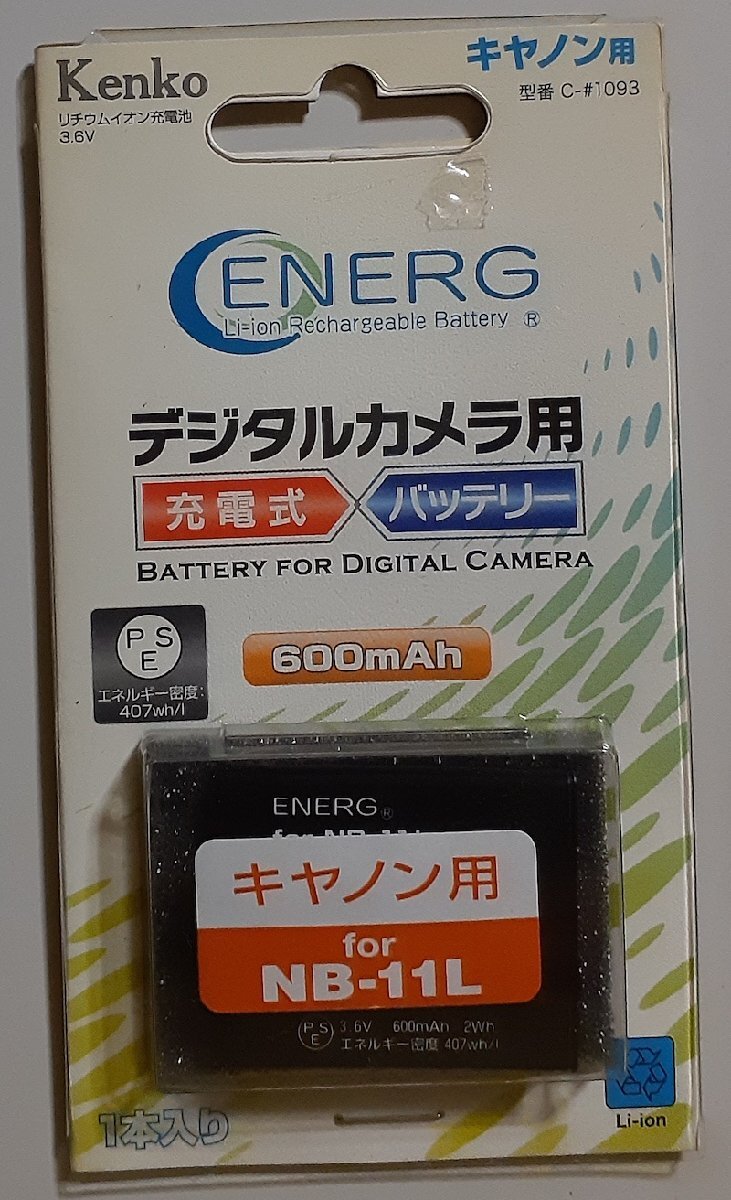 Kenko
リチウムイオン充電池
3.6V
キヤノン用
型番 C-#1093
ENERG
Li-ion Rechargeable Battery ®
デジタルカメラ用
充電式 バッテリー
BATTERY FOR DIGITAL CAMERA
PSE
エネルギー密度:
407wh/l
600mAh
ENERG®
for NB-11L
キヤノン用
for
NB-11L
PSE 3.6V 600mAh 2Wh
エネルギー密度 407wh/l
1本入り
Li-ion